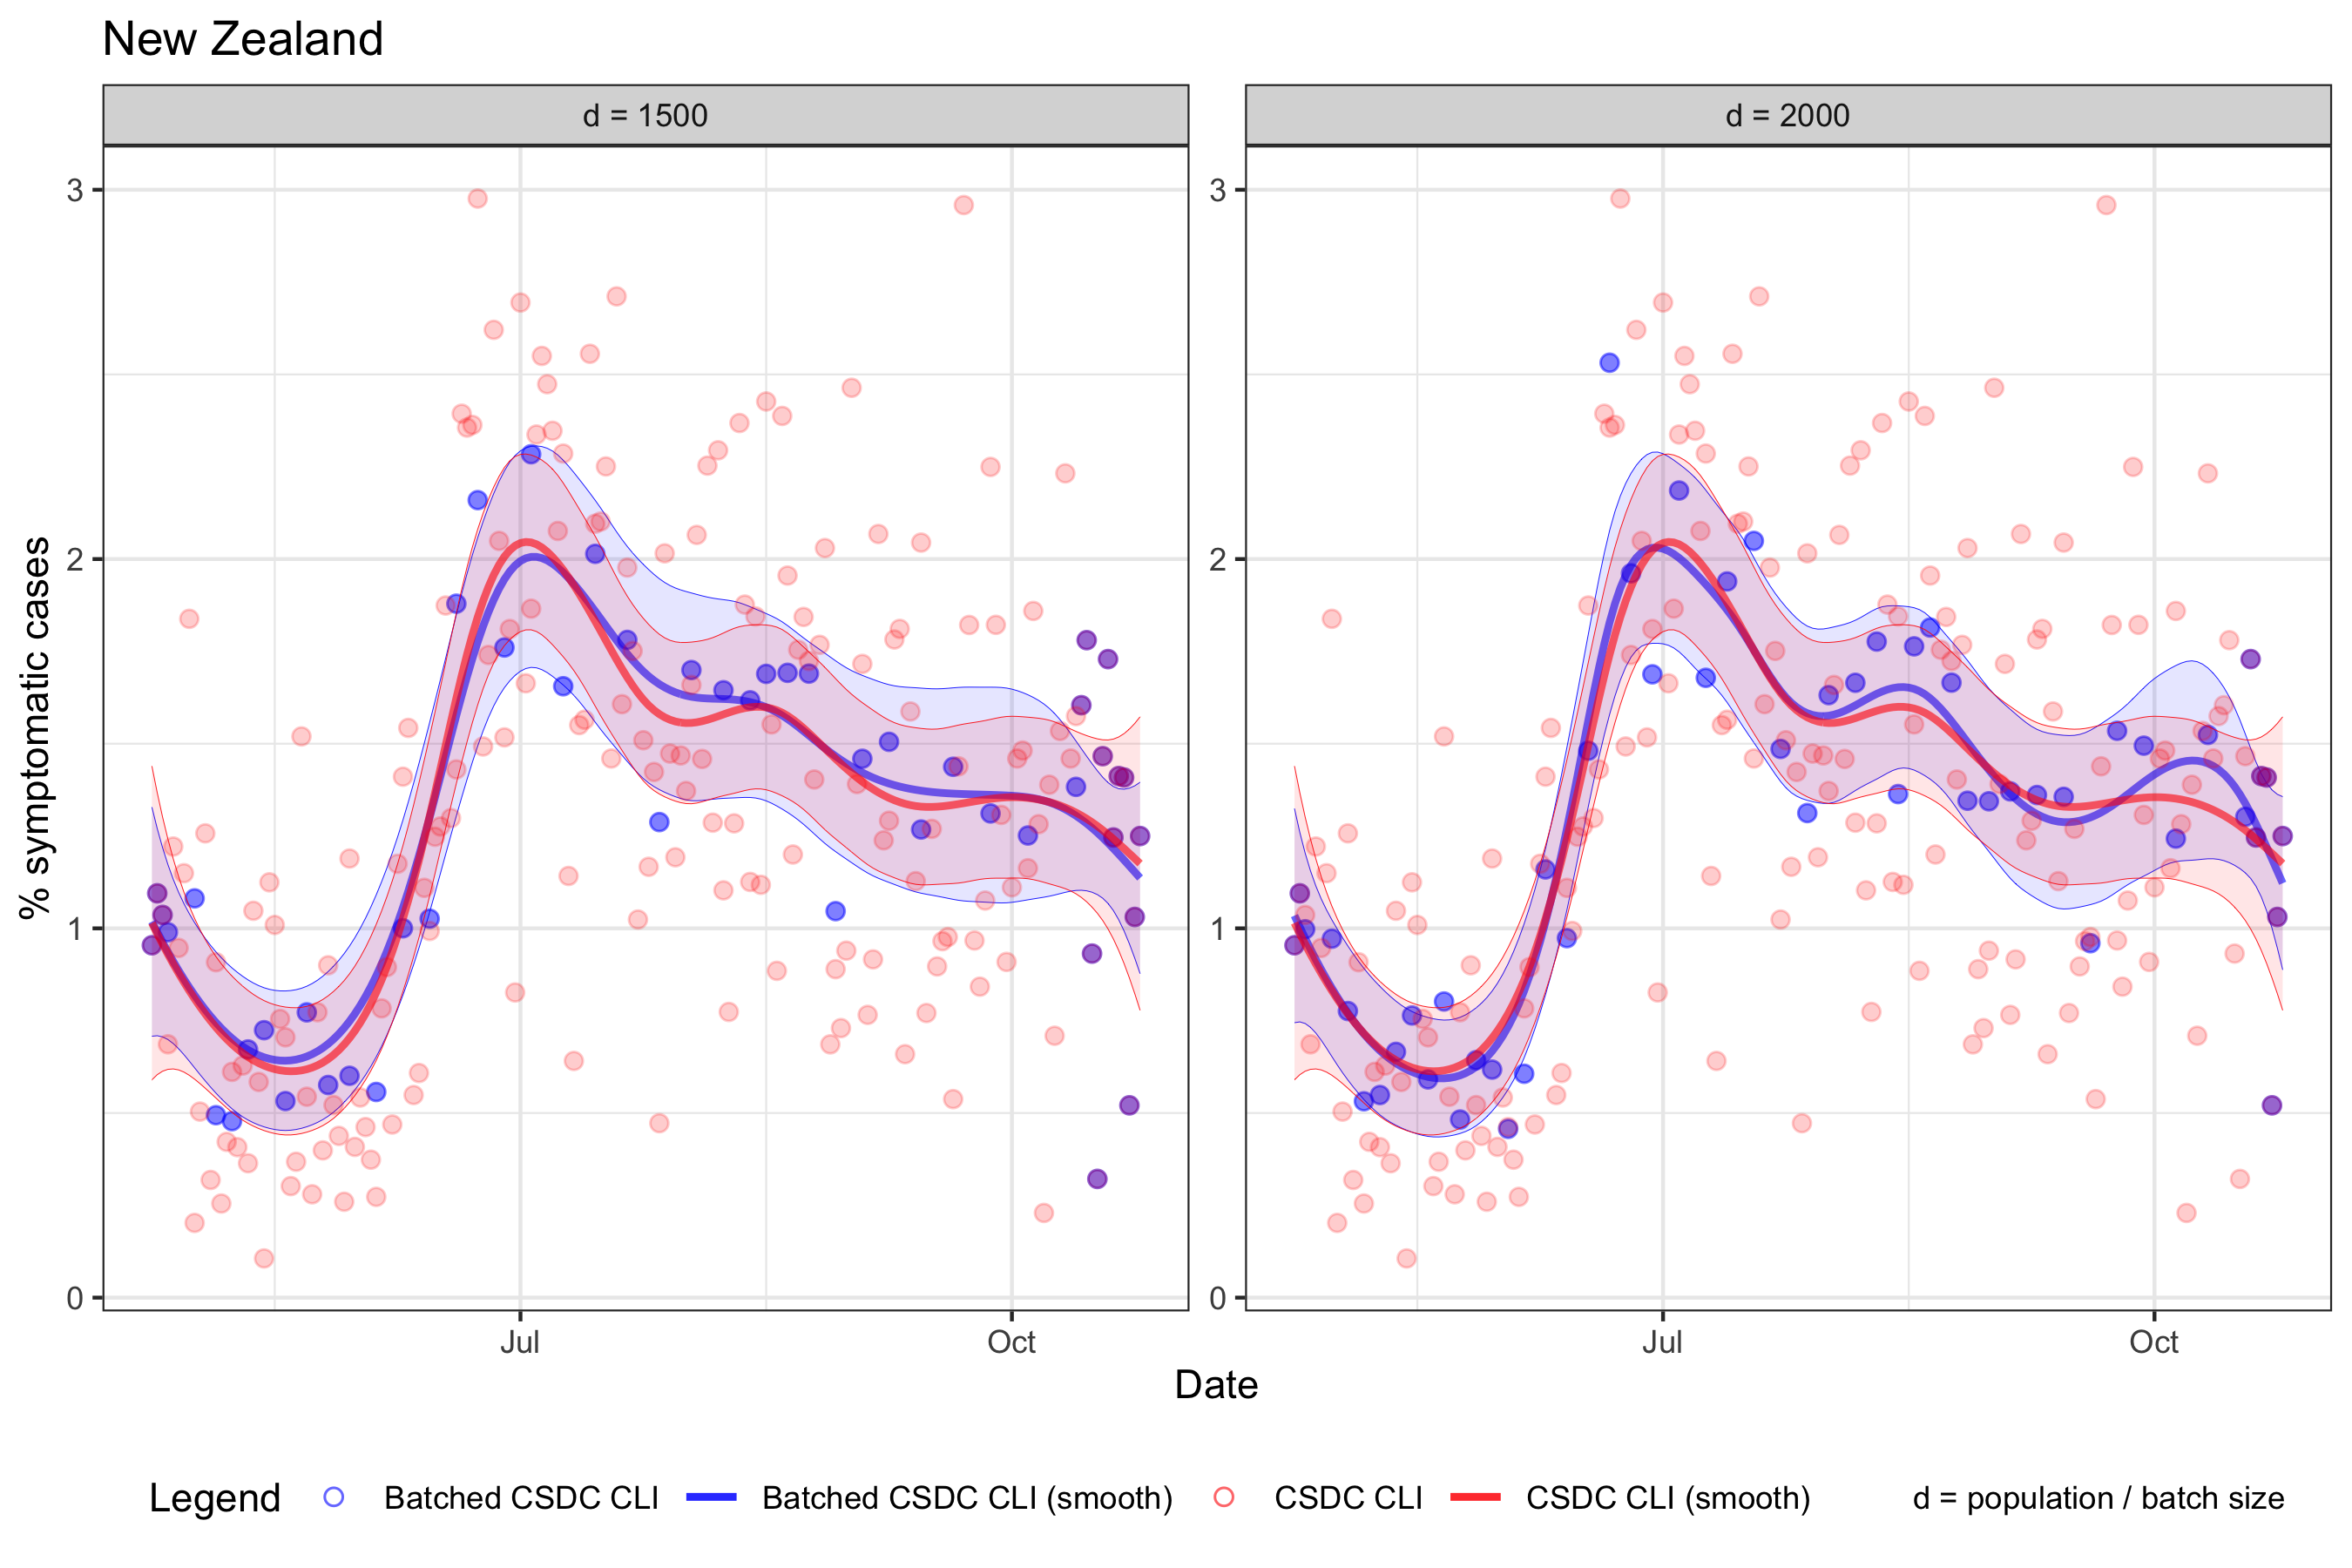 New Zealand
d = 1500
d = 2000
% symptomatic cases
3
2
1
0
3
2
1
0
Jul
Oct
Jul
Oct
Date
Legend
Batched CSDC CLI
Batched CSDC CLI (smooth)
CSDC CLI
CSDC CLI (smooth)
d = population / batch size